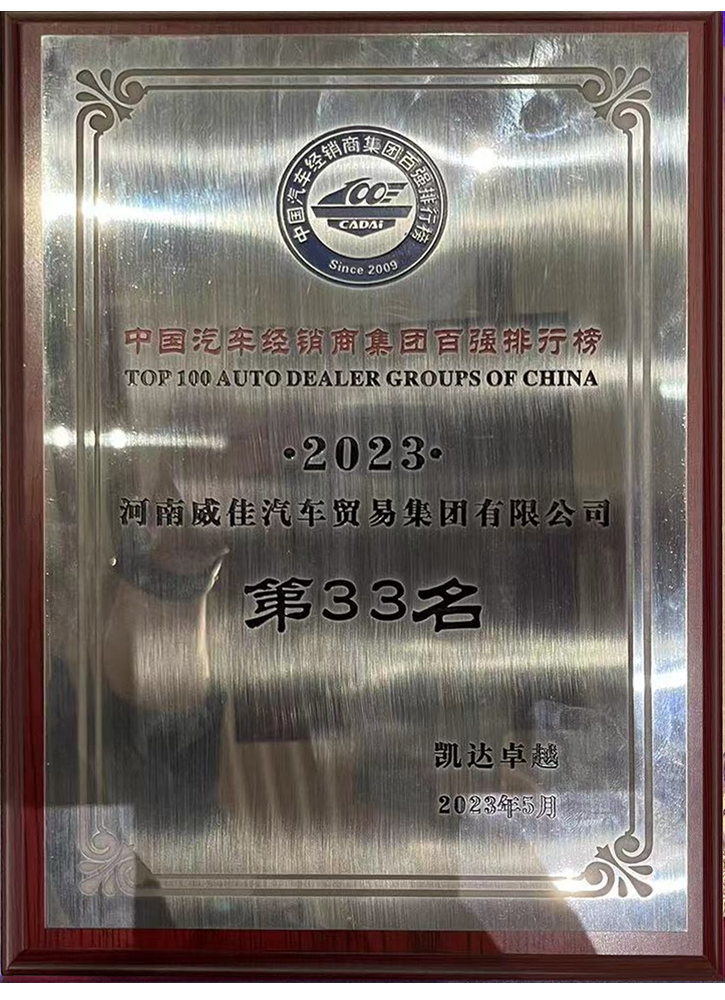 中国汽车经销商集团百强排行榜
100
CADAi
Since 2009
中国汽车经销商集团百强排行榜
TOP 100 AUTO DEALER GROUPS OF CHINA
·2023·
河南威佳汽车贸易集团有限公司
第33名
凯达卓越
2023年5月